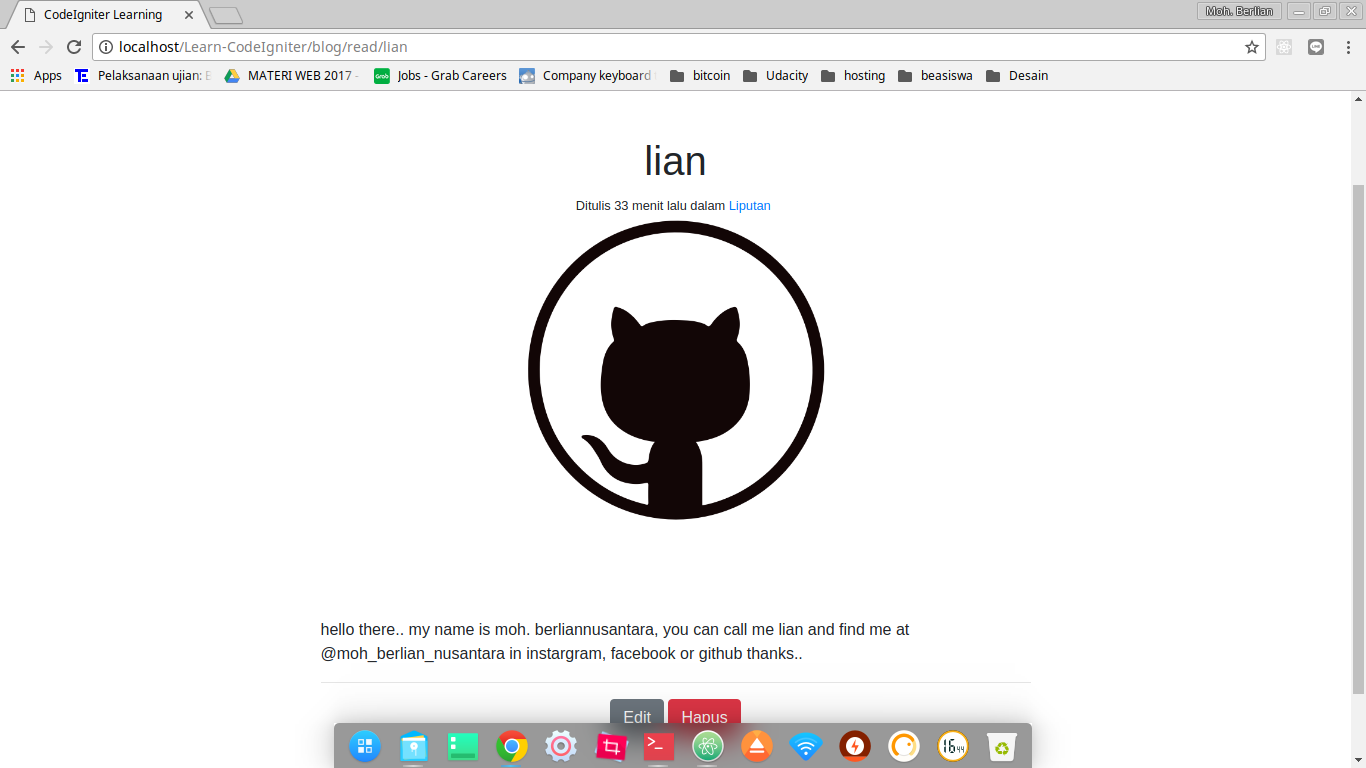 CodeIgniter Learning
Moh. Berlian
localhost/Learn-CodeIgniter/blog/read/lian
Apps Pelaksanaan ujian: MATERI WEB 2017 - Jobs - Grab Careers Company keyboard bitcoin Udacity hosting beasiswa Desain
lian
Ditulis 33 menit lalu dalam Liputan
hello there.. my name is moh. berliannusantara, you can call me lian and find me at
@moh_berlian_nusantara in instargram, facebook or github thanks..
Edit Hapus
16 44